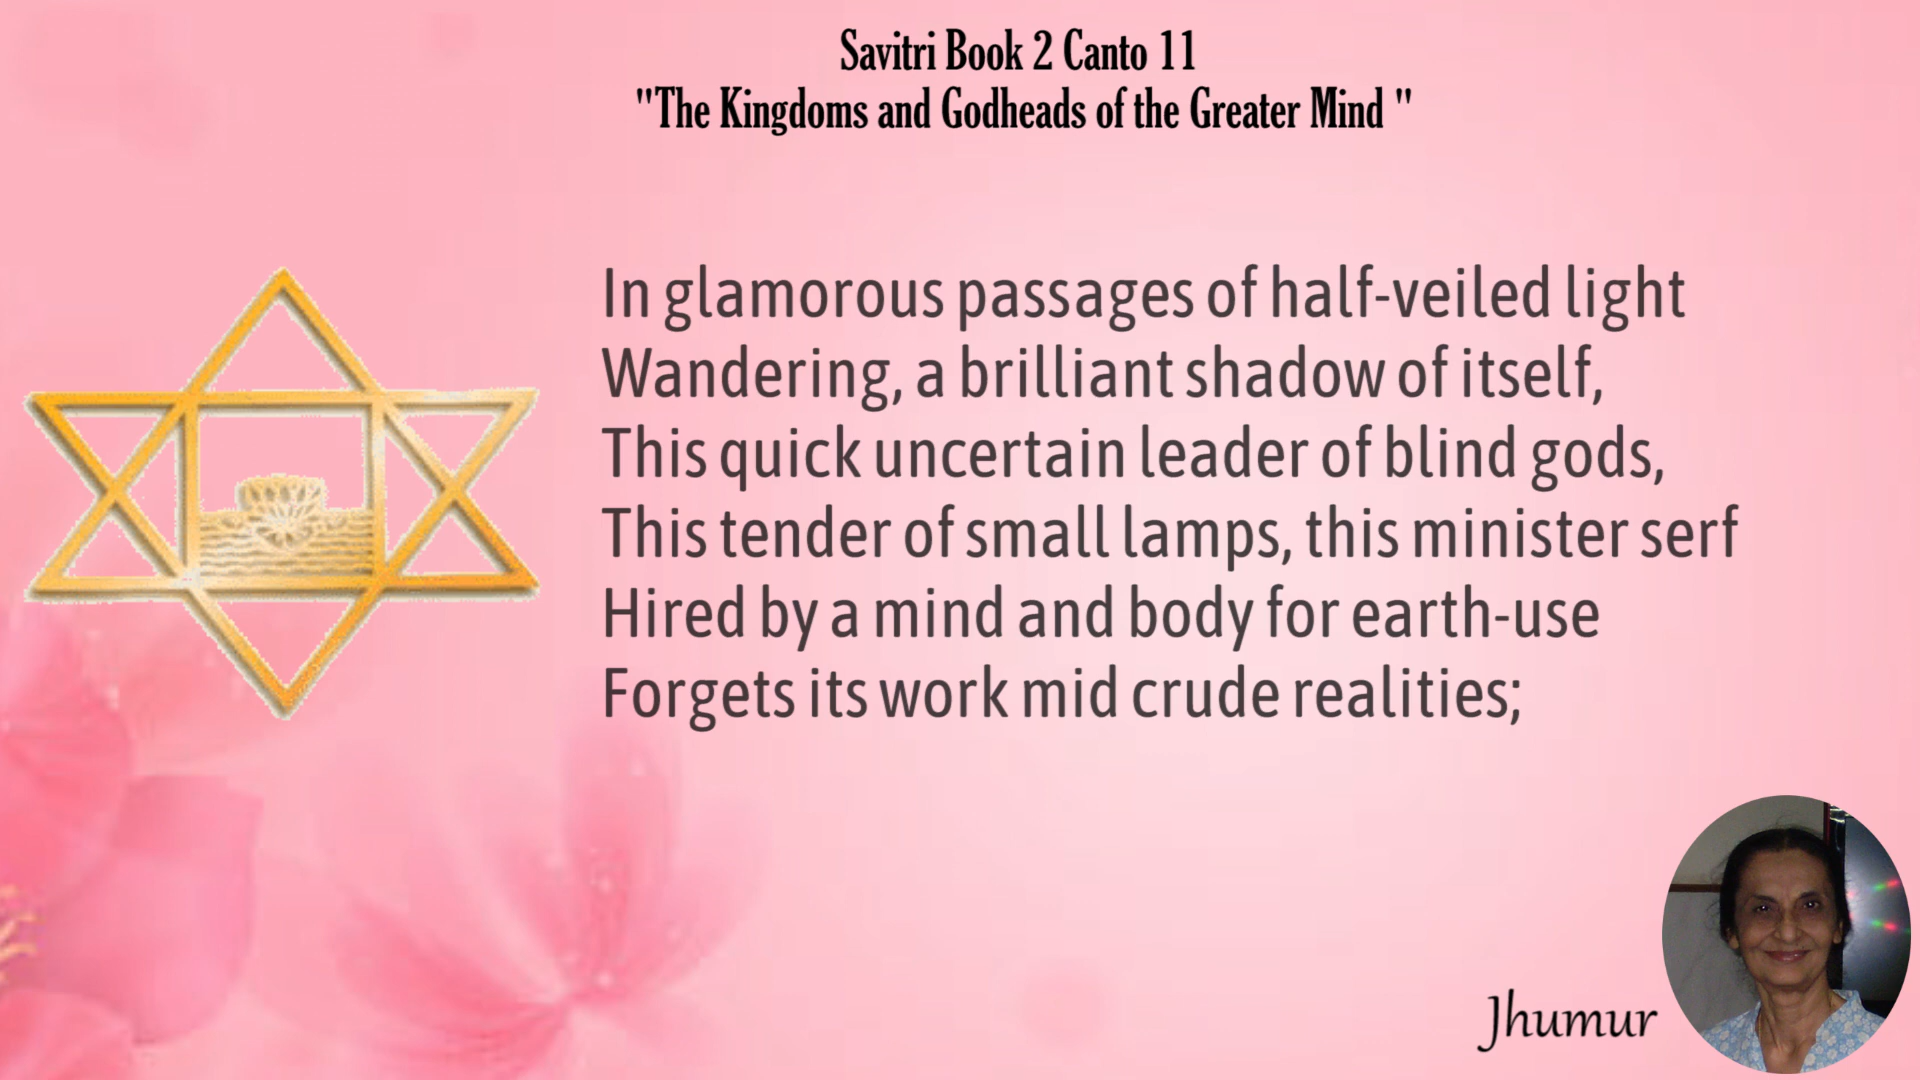 Savitri Book 2 Canto 11
"The Kingdoms and Godheads of the Greater Mind "
In glamorous passages of half-veiled light
Wandering, a brilliant shadow of itself,
This quick uncertain leader of blind gods,
This tender of small lamps, this minister serf
Hired by a mind and body for earth-use
Forgets its work mid crude realities;
Jhumur